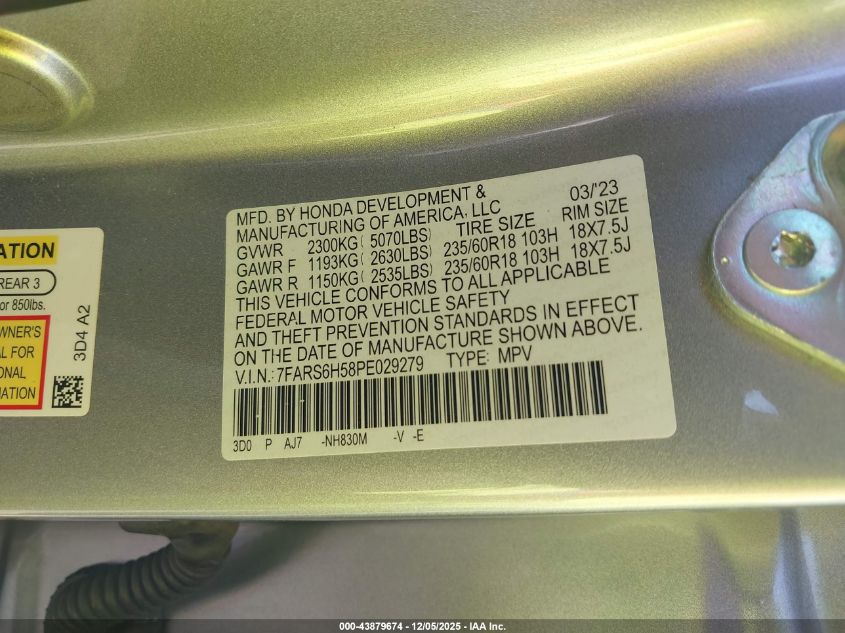 ATION
REAR 3
or 850lbs.
WNER'S
AL FOR
ONAL
UATION
3D4 A2
MFD. BY HONDA DEVELOPMENT & 03/'23
MANUFACTURING OF AMERICA, LLC
TIRE SIZE RIM SIZE
GVWR 2300KG( 5070LBS)
GAWR F 1193KG( 2630LBS) 235/60R18 103H 18X7.5J
GAWR R 1150KG( 2535LBS) 235/60R18 103H 18X7.5J
THIS VEHICLE CONFORMS TO ALL APPLICABLE
FEDERAL MOTOR VEHICLE SAFETY
AND THEFT PREVENTION STANDARDS IN EFFECT
ON THE DATE OF MANUFACTURE SHOWN ABOVE.
V.I.N.:7FARS6H58PE029279 TYPE: MPV
3D0 P AJ7 -NH830M -V -E
000-43879674 - 12/05/2025 - IAA Inc.